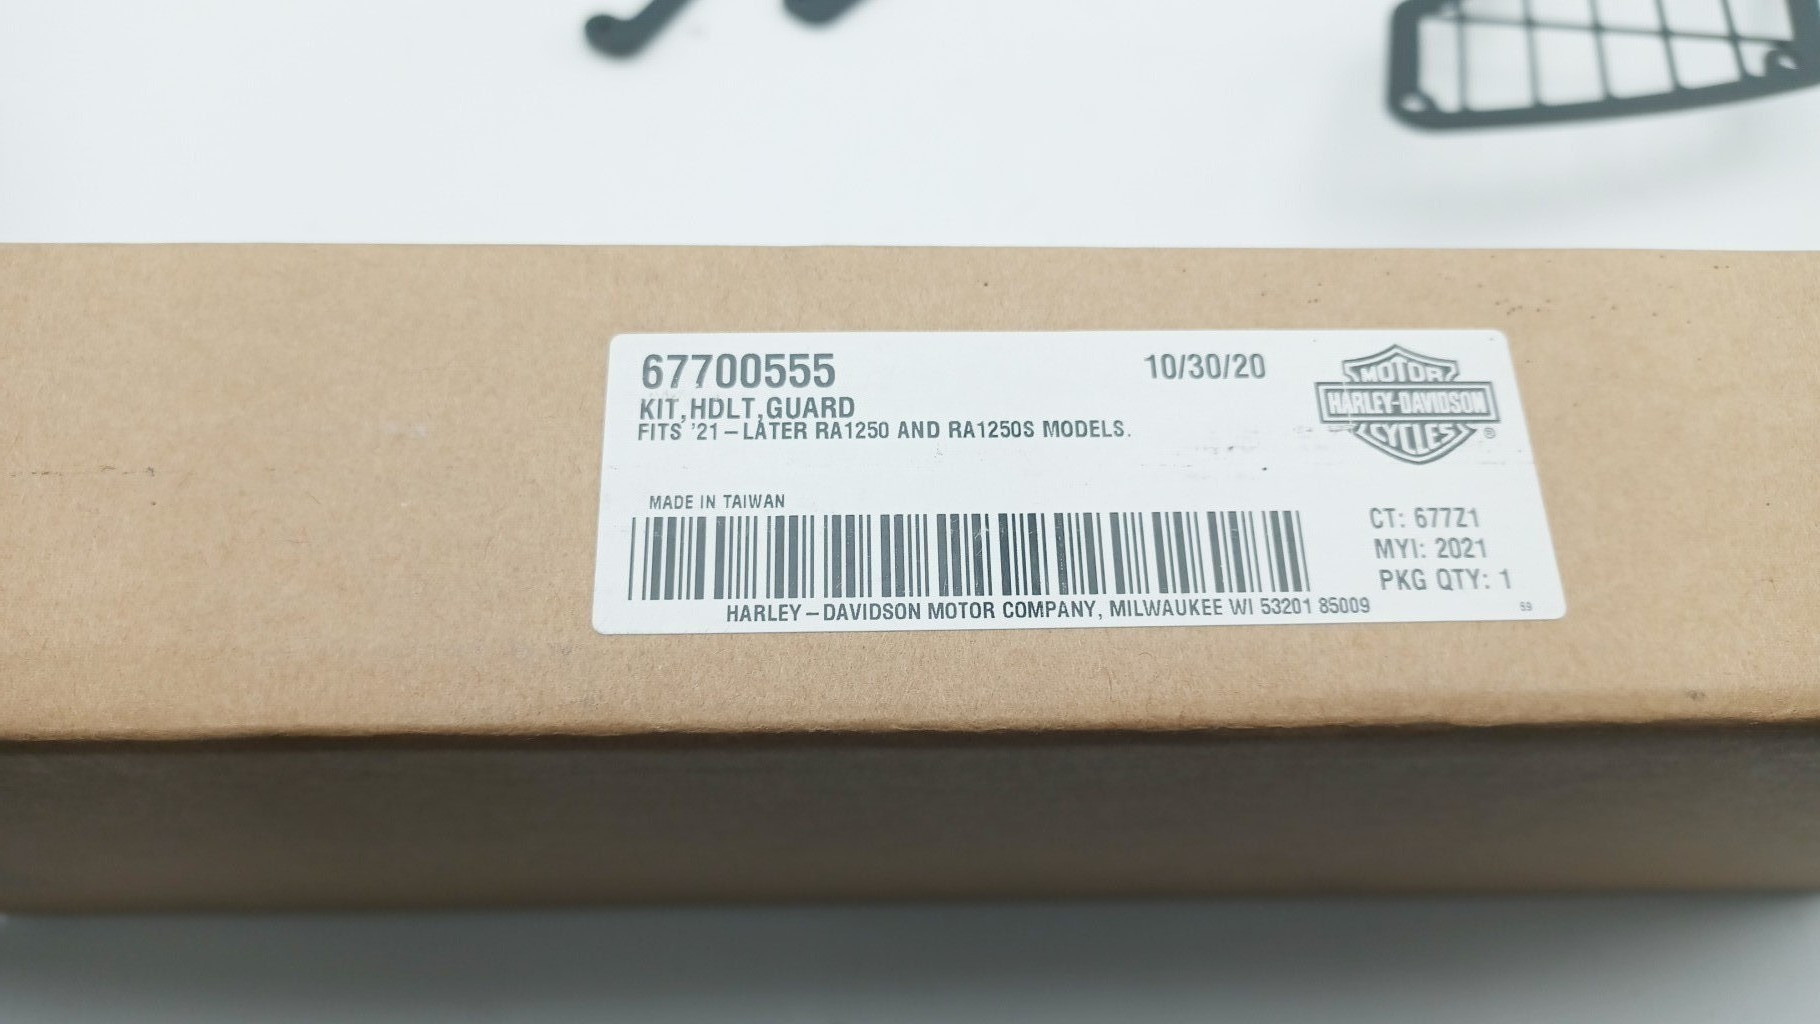 67700555
10/30/20
KIT,HDLT,GUARD
FITS '21-LATER RA1250 AND RA1250S MODELS.
MOTOR
HARLEY-DAVIDSON
CYCLES
®
MADE IN TAIWAN
CT: 677Z1
MYI: 2021
PKG QTY: 1
HARLEY-DAVIDSON MOTOR COMPANY, MILWAUKEE WI 53201 85009